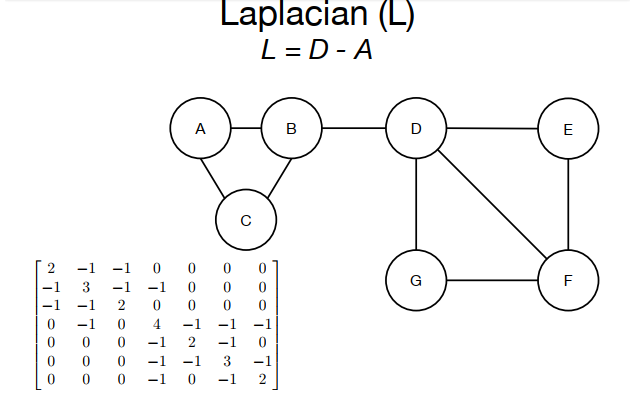 Laplacian (L)
L = D - A
A B D E
C
G F
2 −1 −1 0 0 0 0
−1 3 −1 −1 0 0 0
−1 −1 2 0 0 0 0
0 −1 0 4 −1 −1 −1
0 0 0 −1 2 −1 0
0 0 0 −1 −1 3 −1
0 0 0 −1 0 −1 2